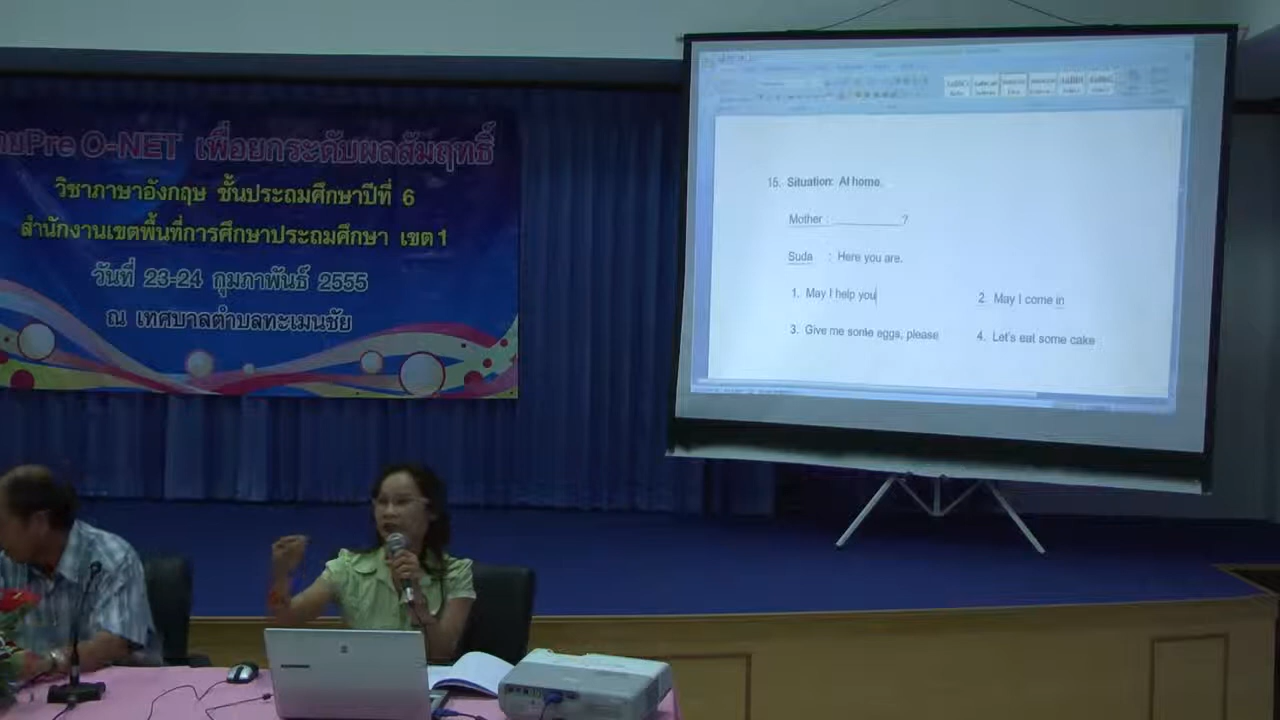 Pre O-NET เพื่อยกระดับผลสัมฤทธิ์
วิชาภาษาอังกฤษ ชั้นประถมศึกษาปีที่ 6
สำนักงานเขตพื้นที่การศึกษาประถมศึกษา เขต 1
วันที่ 23-24 กุมภาพันธ์ 2555
ณ เทศบาลตำบลทะเมนชัย
15. Situation: At home.
Mother : ____________?
Suda : Here you are.
1. May I help you
2. May I come in
3. Give me some eggs, please
4. Let's eat some cake